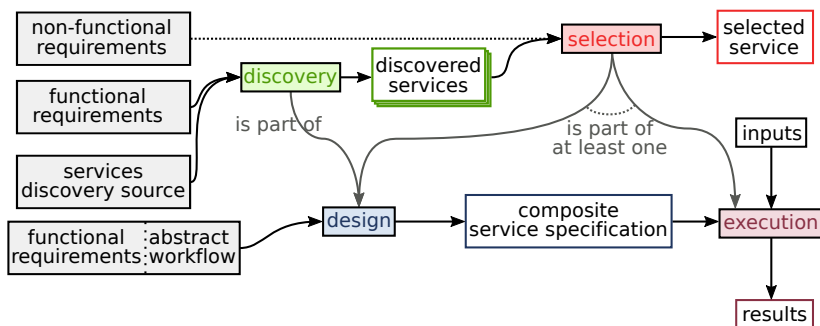 non-functional
requirements
selection
selected
service
discovery
discovered
services
functional
requirements
is part of
is part of
at least one
inputs
services
discovery source
design
composite
service specification
execution
functional
requirements
abstract
workflow
results